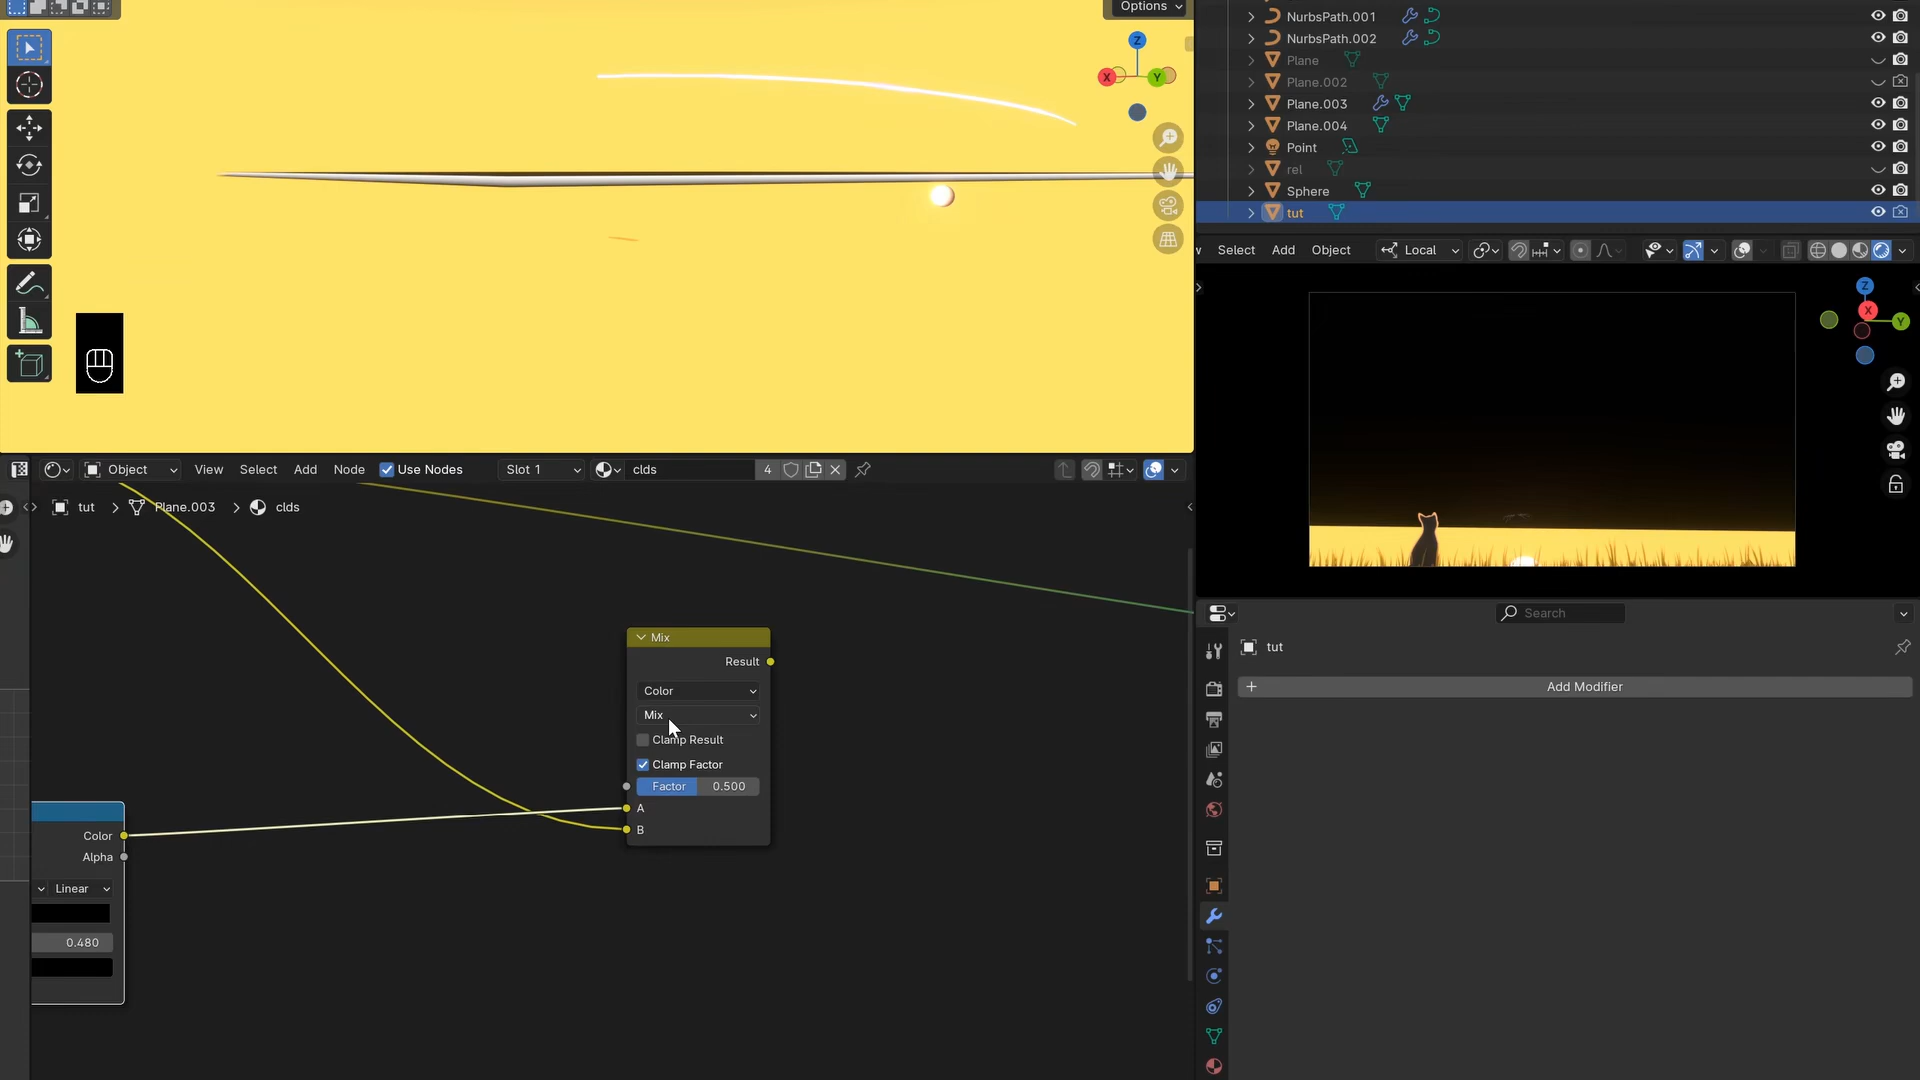 Options
Z
X
Y
NurbsPath.001
NurbsPath.002
Plane
Plane.002
Plane.003
Plane.004
Point
rel
Sphere
tut
Select Add Object Local
Z
X
Y
Object View Select Add Node Use Nodes Slot 1 clds 4
tut > Plane.003 > clds
Mix
Result
Color
Mix
Clamp Result
Clamp Factor
Factor 0.500
A
B
Color
Alpha
Linear
0.480
Search
tut
+ Add Modifier